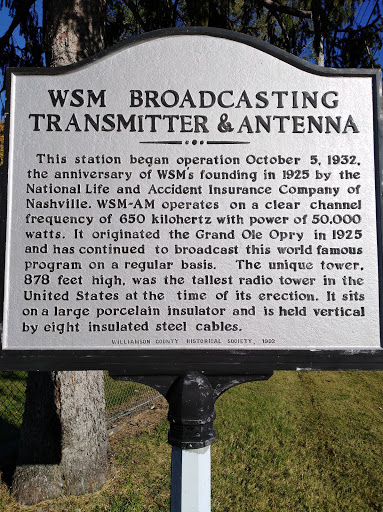 WSM BROADCASTING
TRANSMITTER & ANTENNA
This station began operation October 5, 1932,
the anniversary of WSM's founding in 1925 by the
National Life and Accident Insurance Company of
Nashville. WSM-AM operates on a clear channel
frequency of 650 kilohertz with power of 50,000
watts. It originated the Grand Ole Opry in 1925
and has continued to broadcast this world famous
program on a regular basis. The unique tower,
878 feet high, was the tallest radio tower in the
United States at the time of its erection. It sits
on a large porcelain insulator and is held vertical
by eight insulated steel cables.
WILLIAMSON COUNTY HISTORICAL SOCIETY, 1993